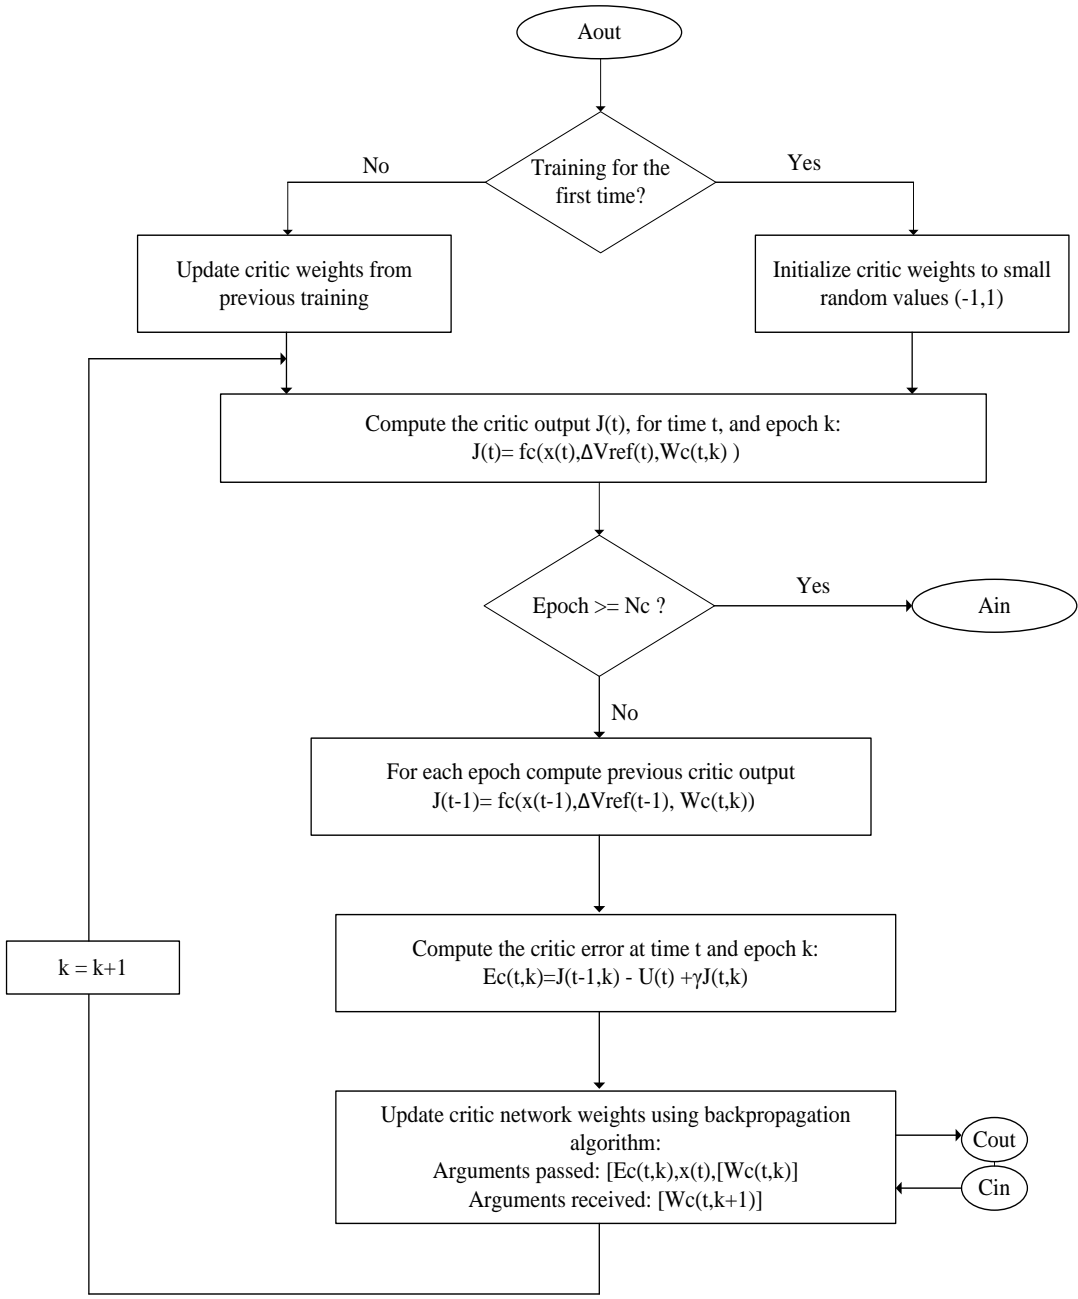 Aout
Training for the
first time?
No
Yes
Update critic weights from
previous training
Initialize critic weights to small
random values (-1,1)
Compute the critic output J(t), for time t, and epoch k:
J(t)= fc(x(t),ΔVref(t),Wc(t,k) )
Epoch >= Nc ?
Yes
Ain
No
For each epoch compute previous critic output
J(t-1)= fc(x(t-1),ΔVref(t-1), Wc(t,k))
Compute the critic error at time t and epoch k:
Ec(t,k)=J(t-1,k) - U(t) +γJ(t,k)
k = k+1
Update critic network weights using backpropagation
algorithm:
Arguments passed: [Ec(t,k),x(t),[Wc(t,k)]
Arguments received: [Wc(t,k+1)]
Cout
Cin